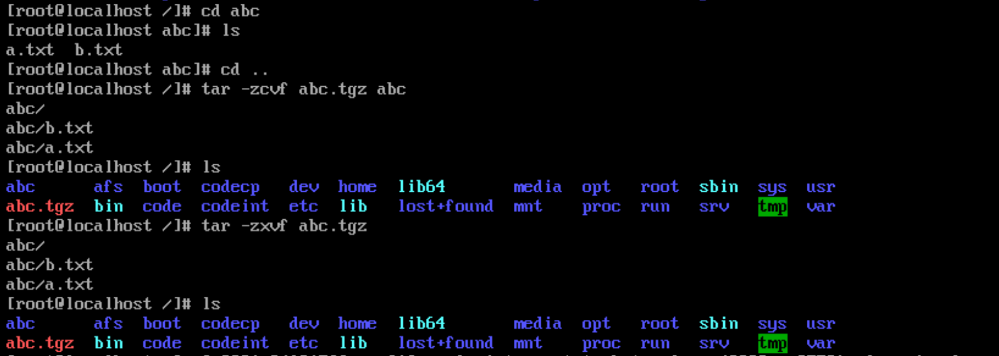 [root@localhost /]# cd abc
[root@localhost abc]# ls
a.txt  b.txt
[root@localhost abc]# cd ..
[root@localhost /]# tar -zcvf abc.tgz abc
abc/
abc/b.txt
abc/a.txt
[root@localhost /]# ls
abc      afs  boot  codecp   dev  home  lib64       media  opt   root  sbin  sys  usr
abc.tgz  bin  code  codeint  etc  lib   lost+found  mnt    proc  run   srv   tmp  var
[root@localhost /]# tar -zxvf abc.tgz
abc/
abc/b.txt
abc/a.txt
[root@localhost /]# ls
abc      afs  boot  codecp   dev  home  lib64       media  opt   root  sbin  sys  usr
abc.tgz  bin  code  codeint  etc  lib   lost+found  mnt    proc  run   srv   tmp  var